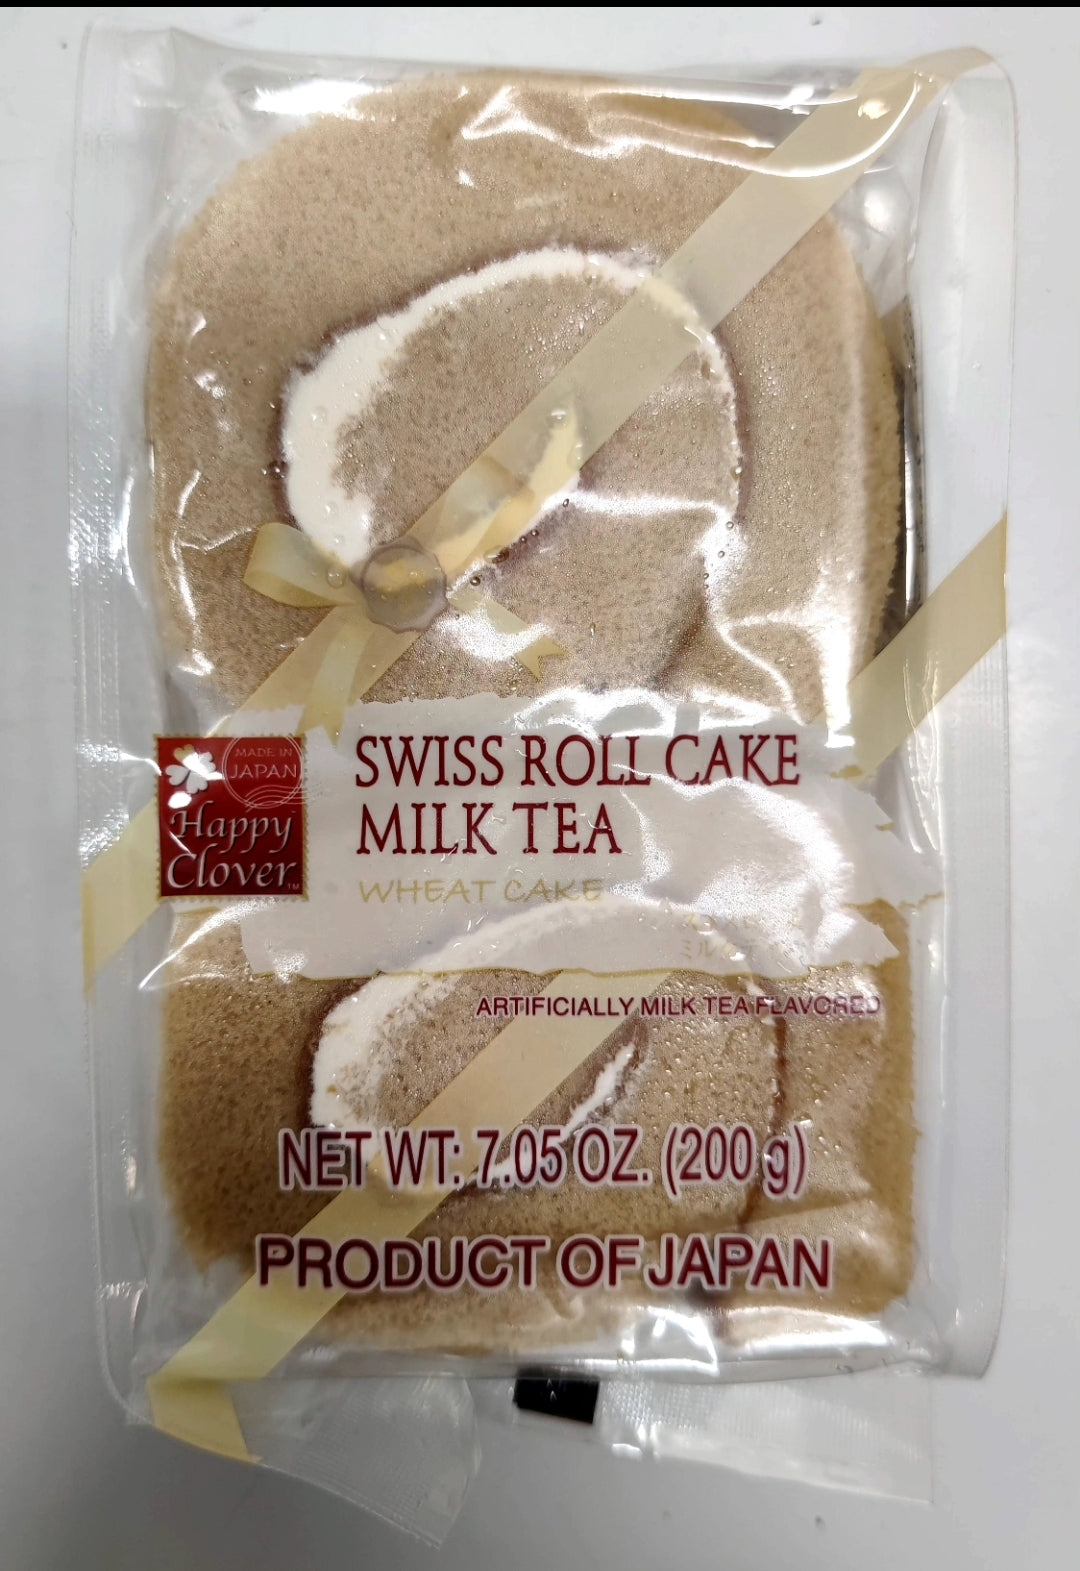 MADE IN
JAPAN
Happy
Clover™
SWISS ROLL CAKE
MILK TEA
WHEAT CAKE
ARTIFICIALLY MILK TEA FLAVORED
NET WT: 7.05 OZ. (200 g)
PRODUCT OF JAPAN